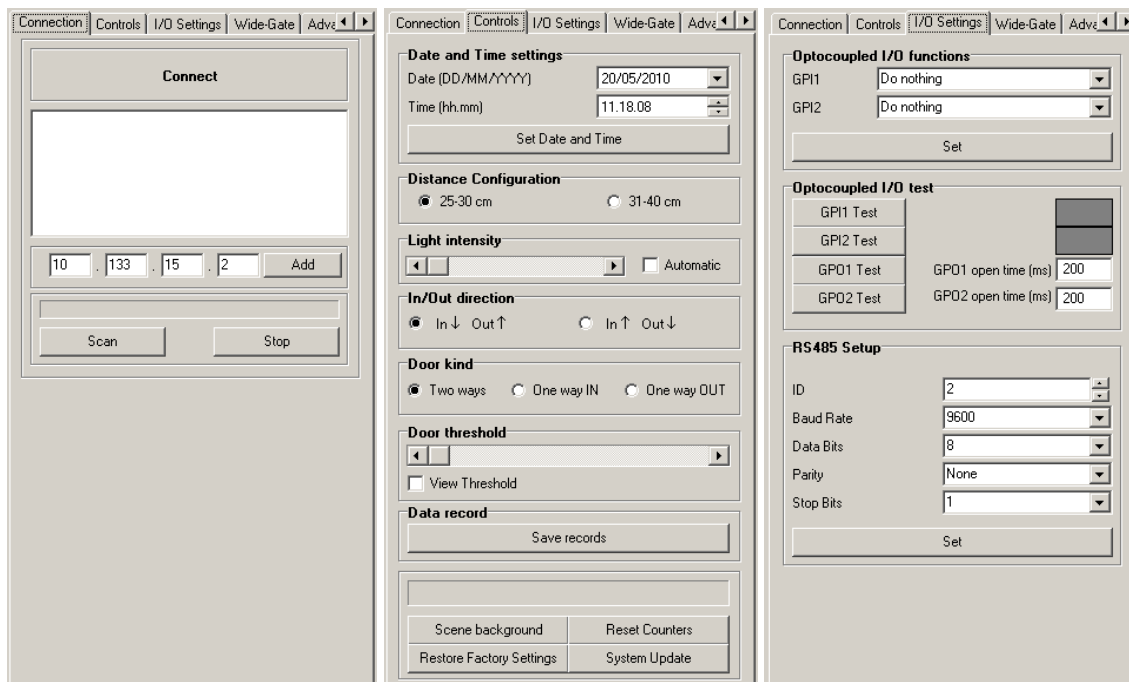 Connection Controls I/O Settings Wide-Gate Adva
Connect
10 . 133 . 15 . 2 Add
Scan Stop
Connection Controls I/O Settings Wide-Gate Adva
Date and Time settings
Date (DD/MM/YYYY) 20/05/2010
Time (hh.mm) 11.18.08
Set Date and Time
Distance Configuration
25-30 cm 31-40 cm
Light intensity
Automatic
In/Out direction
In ↓ Out ↑ In ↑ Out ↓
Door kind
Two ways One way IN One way OUT
Door threshold
View Threshold
Data record
Save records
Scene background Reset Counters
Restore Factory Settings System Update
Connection Controls I/O Settings Wide-Gate Adva
Optocoupled I/O functions
GPI1 Do nothing
GPI2 Do nothing
Set
Optocoupled I/O test
GPI1 Test
GPI2 Test
GPO1 Test GPO1 open time (ms) 200
GPO2 Test GPO2 open time (ms) 200
RS485 Setup
ID 2
Baud Rate 9600
Data Bits 8
Parity None
Stop Bits 1
Set